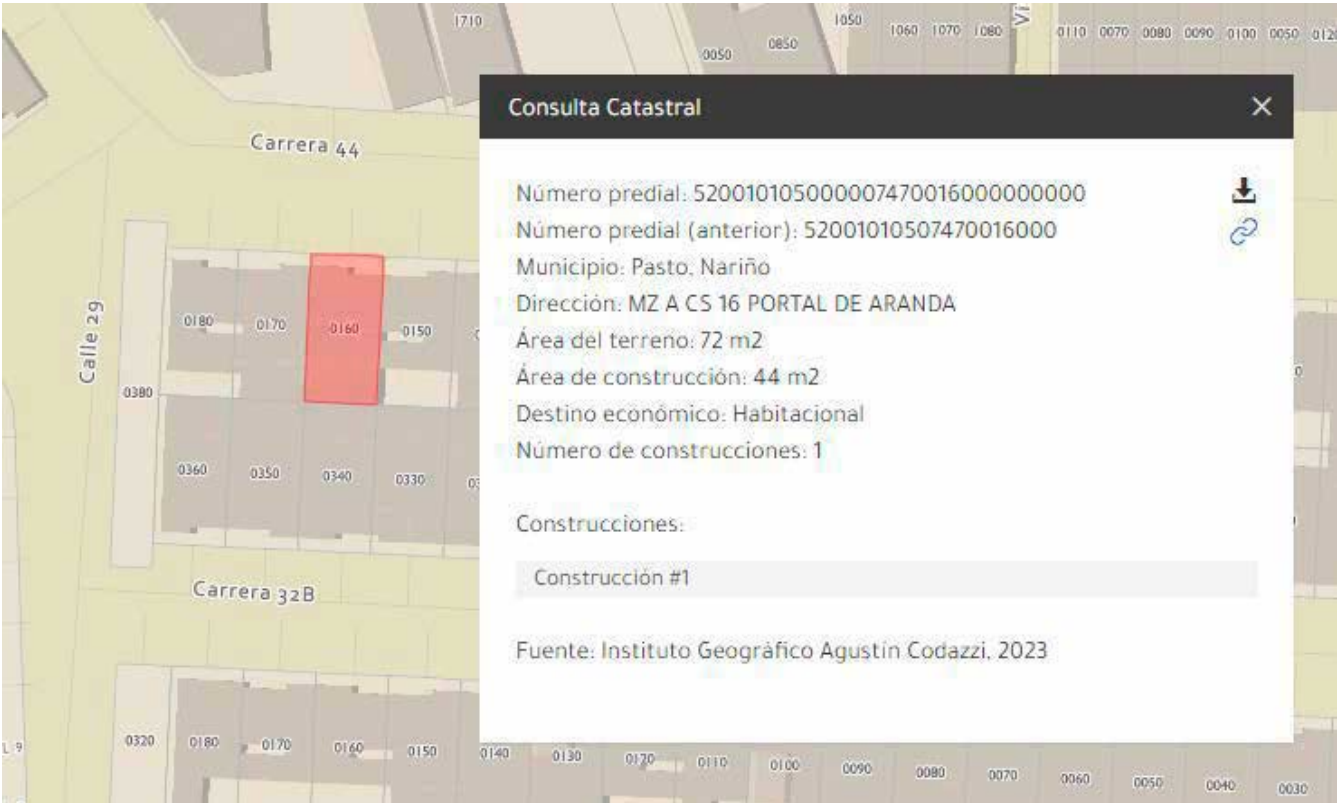 1710
1050
1060 1070 1080
0110 0070 0080 0090 0100 0050
0050
0850
Consulta Catastral
Carrera 44
Número predial: 520010105000007470016000000000
Número predial (anterior): 52001010507470016000
Municipio: Pasto, Nariño
Dirección: MZ A CS 16 PORTAL DE ARANDA
Área del terreno: 72 m2
Área de construcción: 44 m2
Destino económico: Habitacional
Número de construcciones: 1
Construcciones:
Construcción #1
Fuente: Instituto Geográfico Agustín Codazzi, 2023
Calle 29
0180 0170 0160 0150
0380
0360 0350 0340 0330
Carrera 32B
0320 0180 0170 0160 0150 0140 0130 0120 0110 0100 0090 0080 0070 0060 0050 0040 0030